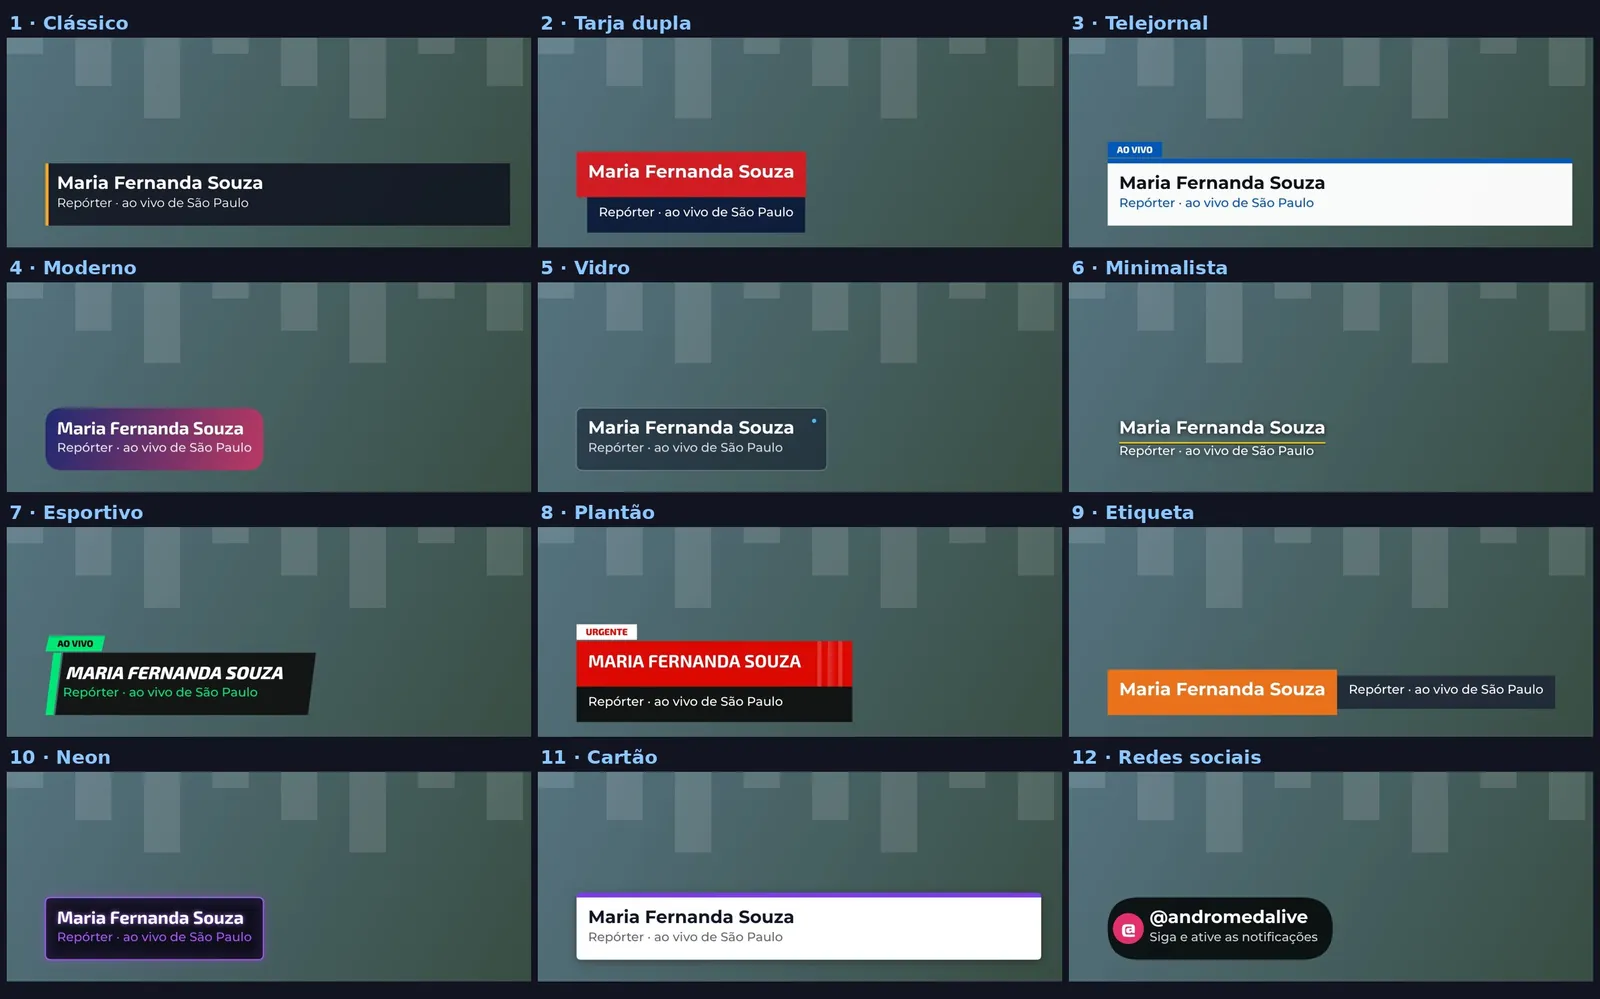 1 · Clássico
Maria Fernanda Souza
Repórter · ao vivo de São Paulo
2 · Tarja dupla
Maria Fernanda Souza
Repórter · ao vivo de São Paulo
3 · Telejornal
AO VIVO
Maria Fernanda Souza
Repórter · ao vivo de São Paulo
4 · Moderno
Maria Fernanda Souza
Repórter · ao vivo de São Paulo
5 · Vidro
Maria Fernanda Souza
Repórter · ao vivo de São Paulo
6 · Minimalista
Maria Fernanda Souza
Repórter · ao vivo de São Paulo
7 · Esportivo
AO VIVO
MARIA FERNANDA SOUZA
Repórter · ao vivo de São Paulo
8 · Plantão
URGENTE
MARIA FERNANDA SOUZA
Repórter · ao vivo de São Paulo
9 · Etiqueta
Maria Fernanda Souza
Repórter · ao vivo de São Paulo
10 · Neon
Maria Fernanda Souza
Repórter · ao vivo de São Paulo
11 · Cartão
Maria Fernanda Souza
Repórter · ao vivo de São Paulo
12 · Redes sociais
@
@andromedalive
Siga e ative as notificações